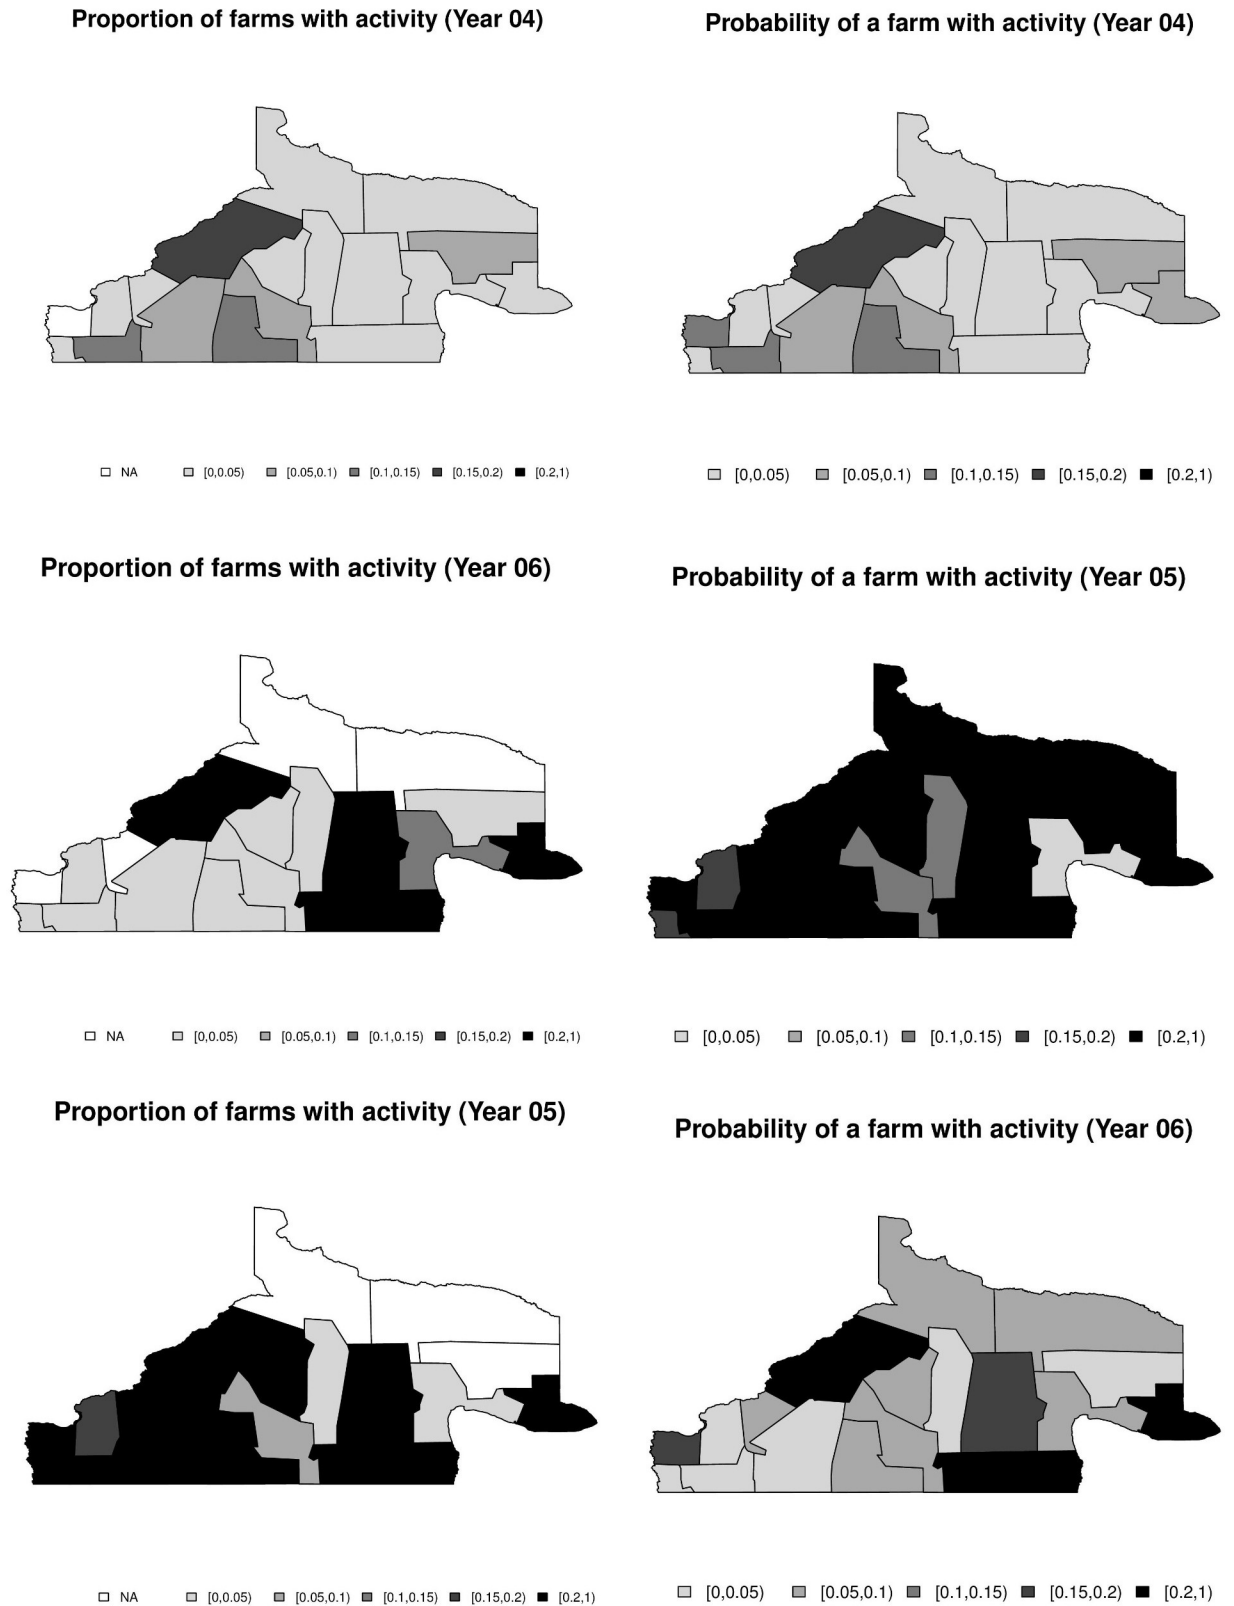 Proportion of farms with activity (Year 04)
Probability of a farm with activity (Year 04)
NA [0,0.05) [0.05,0.1) [0.1,0.15) [0.15,0.2) [0.2,1)
[0,0.05) [0.05,0.1) [0.1,0.15) [0.15,0.2) [0.2,1)
Proportion of farms with activity (Year 06)
Probability of a farm with activity (Year 05)
NA [0,0.05) [0.05,0.1) [0.1,0.15) [0.15,0.2) [0.2,1)
[0,0.05) [0.05,0.1) [0.1,0.15) [0.15,0.2) [0.2,1)
Proportion of farms with activity (Year 05)
Probability of a farm with activity (Year 06)
NA [0,0.05) [0.05,0.1) [0.1,0.15) [0.15,0.2) [0.2,1)
[0,0.05) [0.05,0.1) [0.1,0.15) [0.15,0.2) [0.2,1)